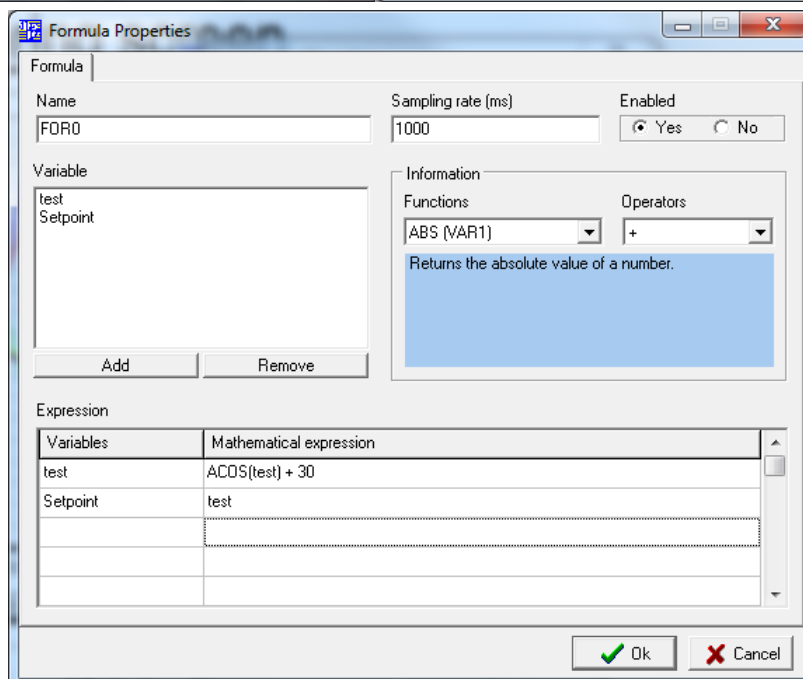 Formula Properties
Formula
Name
Sampling rate (ms)
Enabled
FOR0
1000
Yes
No
Variable
Information
test
Setpoint
Functions
Operators
ABS (VAR1)
+
Returns the absolute value of a number.
Add
Remove
Expression
Variables
Mathematical expression
test
ACOS(test) + 30
Setpoint
test
Ok
Cancel